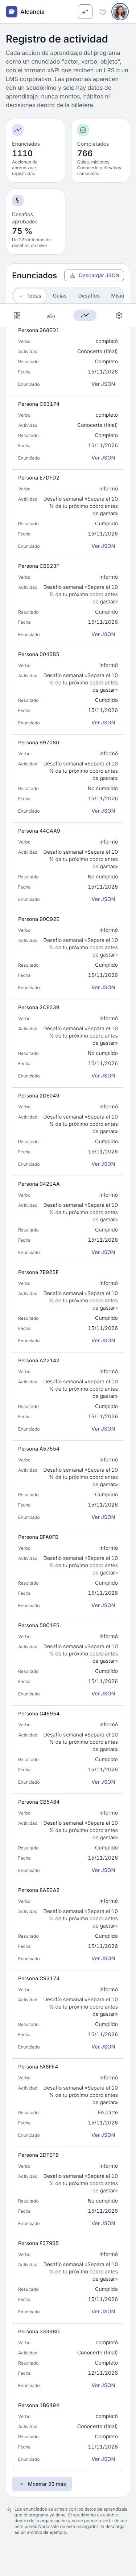 Alcancía
Registro de actividad
Cada acción del aprendizaje del programa
como un enunciado "actor, verbo, objeto",
con el formato xAPI que reciben un LRS o un
LMS corporativo. Las personas aparecen
con un seudónimo, y solo viajan datos de
aprendizaje: nunca montos, hábitos ni
ejercicios dentro de la billetera.
Enunciados
1110
Acciones de
aprendizaje
registradas
Completados
766
Guías, misiones,
Conocerte y desafíos
semanales
Desafíos
aprobados
75 %
De 225 intentos de
desafíos de nivel
Enunciados
Descargar JSON
Todas
Guías
Desafíos
Misio
Persona 368ED1
Verbo completó
Actividad Conocerte (final)
Resultado Completo
Fecha 15/11/2026
Enunciado Ver JSON
Persona C93174
Verbo completó
Actividad Conocerte (final)
Resultado Completo
Fecha 15/11/2026
Enunciado Ver JSON
Persona E7DFD2
Verbo informó
Actividad Desafío semanal «Separa el 10
% de tu próximo cobro antes
de gastar»
Resultado Cumplido
Fecha 15/11/2026
Enunciado Ver JSON
Persona CB923F
Verbo informó
Actividad Desafío semanal «Separa el 10
% de tu próximo cobro antes
de gastar»
Resultado Cumplido
Fecha 15/11/2026
Enunciado Ver JSON
Persona 0045B5
Verbo informó
Actividad Desafío semanal «Separa el 10
% de tu próximo cobro antes
de gastar»
Resultado Cumplido
Fecha 15/11/2026
Enunciado Ver JSON
Persona 997080
Verbo informó
Actividad Desafío semanal «Separa el 10
% de tu próximo cobro antes
de gastar»
Resultado No cumplido
Fecha 15/11/2026
Enunciado Ver JSON
Persona 44CAA9
Verbo informó
Actividad Desafío semanal «Separa el 10
% de tu próximo cobro antes
de gastar»
Resultado No cumplido
Fecha 15/11/2026
Enunciado Ver JSON
Persona 90C92E
Verbo informó
Actividad Desafío semanal «Separa el 10
% de tu próximo cobro antes
de gastar»
Resultado Cumplido
Fecha 15/11/2026
Enunciado Ver JSON
Persona 2CE539
Verbo informó
Actividad Desafío semanal «Separa el 10
% de tu próximo cobro antes
de gastar»
Resultado No cumplido
Fecha 15/11/2026
Enunciado Ver JSON
Persona 2DE049
Verbo informó
Actividad Desafío semanal «Separa el 10
% de tu próximo cobro antes
de gastar»
Resultado Cumplido
Fecha 15/11/2026
Enunciado Ver JSON
Persona 0421AA
Verbo informó
Actividad Desafío semanal «Separa el 10
% de tu próximo cobro antes
de gastar»
Resultado Cumplido
Fecha 15/11/2026
Enunciado Ver JSON
Persona 7E925F
Verbo informó
Actividad Desafío semanal «Separa el 10
% de tu próximo cobro antes
de gastar»
Resultado Cumplido
Fecha 15/11/2026
Enunciado Ver JSON
Persona A22142
Verbo informó
Actividad Desafío semanal «Separa el 10
% de tu próximo cobro antes
de gastar»
Resultado Cumplido
Fecha 15/11/2026
Enunciado Ver JSON
Persona A57554
Verbo informó
Actividad Desafío semanal «Separa el 10
% de tu próximo cobro antes
de gastar»
Resultado Cumplido
Fecha 15/11/2026
Enunciado Ver JSON
Persona BFA0FB
Verbo informó
Actividad Desafío semanal «Separa el 10
% de tu próximo cobro antes
de gastar»
Resultado Cumplido
Fecha 15/11/2026
Enunciado Ver JSON
Persona 58C1F5
Verbo informó
Actividad Desafío semanal «Separa el 10
% de tu próximo cobro antes
de gastar»
Resultado Cumplido
Fecha 15/11/2026
Enunciado Ver JSON
Persona C46954
Verbo informó
Actividad Desafío semanal «Separa el 10
% de tu próximo cobro antes
de gastar»
Resultado Cumplido
Fecha 15/11/2026
Enunciado Ver JSON
Persona CB5484
Verbo informó
Actividad Desafío semanal «Separa el 10
% de tu próximo cobro antes
de gastar»
Resultado Cumplido
Fecha 15/11/2026
Enunciado Ver JSON
Persona 8AE0A2
Verbo informó
Actividad Desafío semanal «Separa el 10
% de tu próximo cobro antes
de gastar»
Resultado Cumplido
Fecha 15/11/2026
Enunciado Ver JSON
Persona C93174
Verbo informó
Actividad Desafío semanal «Separa el 10
% de tu próximo cobro antes
de gastar»
Resultado Cumplido
Fecha 15/11/2026
Enunciado Ver JSON
Persona FA6FF4
Verbo informó
Actividad Desafío semanal «Separa el 10
% de tu próximo cobro antes
de gastar»
Resultado En parte
Fecha 15/11/2026
Enunciado Ver JSON
Persona 2DFEFB
Verbo informó
Actividad Desafío semanal «Separa el 10
% de tu próximo cobro antes
de gastar»
Resultado No cumplido
Fecha 15/11/2026
Enunciado Ver JSON
Persona F379B5
Verbo informó
Actividad Desafío semanal «Separa el 10
% de tu próximo cobro antes
de gastar»
Resultado Cumplido
Fecha 15/11/2026
Enunciado Ver JSON
Persona 3339BD
Verbo completó
Actividad Conocerte (final)
Resultado Completo
Fecha 12/11/2026
Enunciado Ver JSON
Persona 1B6494
Verbo completó
Actividad Conocerte (final)
Resultado Completo
Fecha 11/11/2026
Enunciado Ver JSON
Mostrar 25 más
Los enunciados se arman con los datos de aprendizaje
que el programa ya tiene. El seudónimo es estable
dentro de la organización y no se puede revertir desde
este panel. Nada sale de este navegador: la descarga
es un archivo de ejemplo.